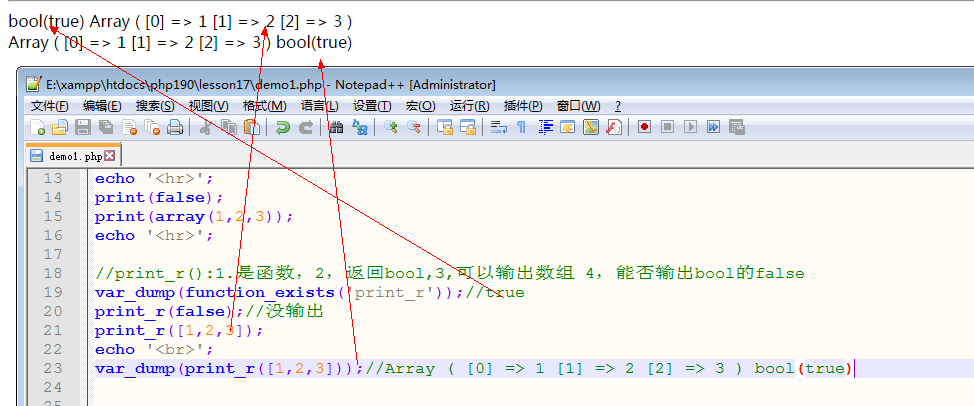 bool(true) Array ( [0] => 1 [1] => 2 [2] => 3 )
Array ( [0] => 1 [1] => 2 [2] => 3 ) bool(true)
E:\xampp\htdocs\php190\lesson17\demo1.php - Notepad++ [Administrator]
文件(F) 编辑(E) 搜索(S) 视图(V) 格式(M) 语言(L) 设置(T) 宏(O) 运行(R) 插件(P) 窗口(W) ?
demo1.php
13 echo '<hr>';
14 print(false);
15 print(array(1,2,3));
16 echo '<hr>';
17
18 //print_r():1.是函数，2，返回bool,3,可以输出数组 4，能否输出bool的false
19 var_dump(function_exists('print_r'));//true
20 print_r(false);//没输出
21 print_r([1,2,3]);
22 echo '<br>';
23 var_dump(print_r([1,2,3]));//Array ( [0] => 1 [1] => 2 [2] => 3 ) bool(true)
24
25